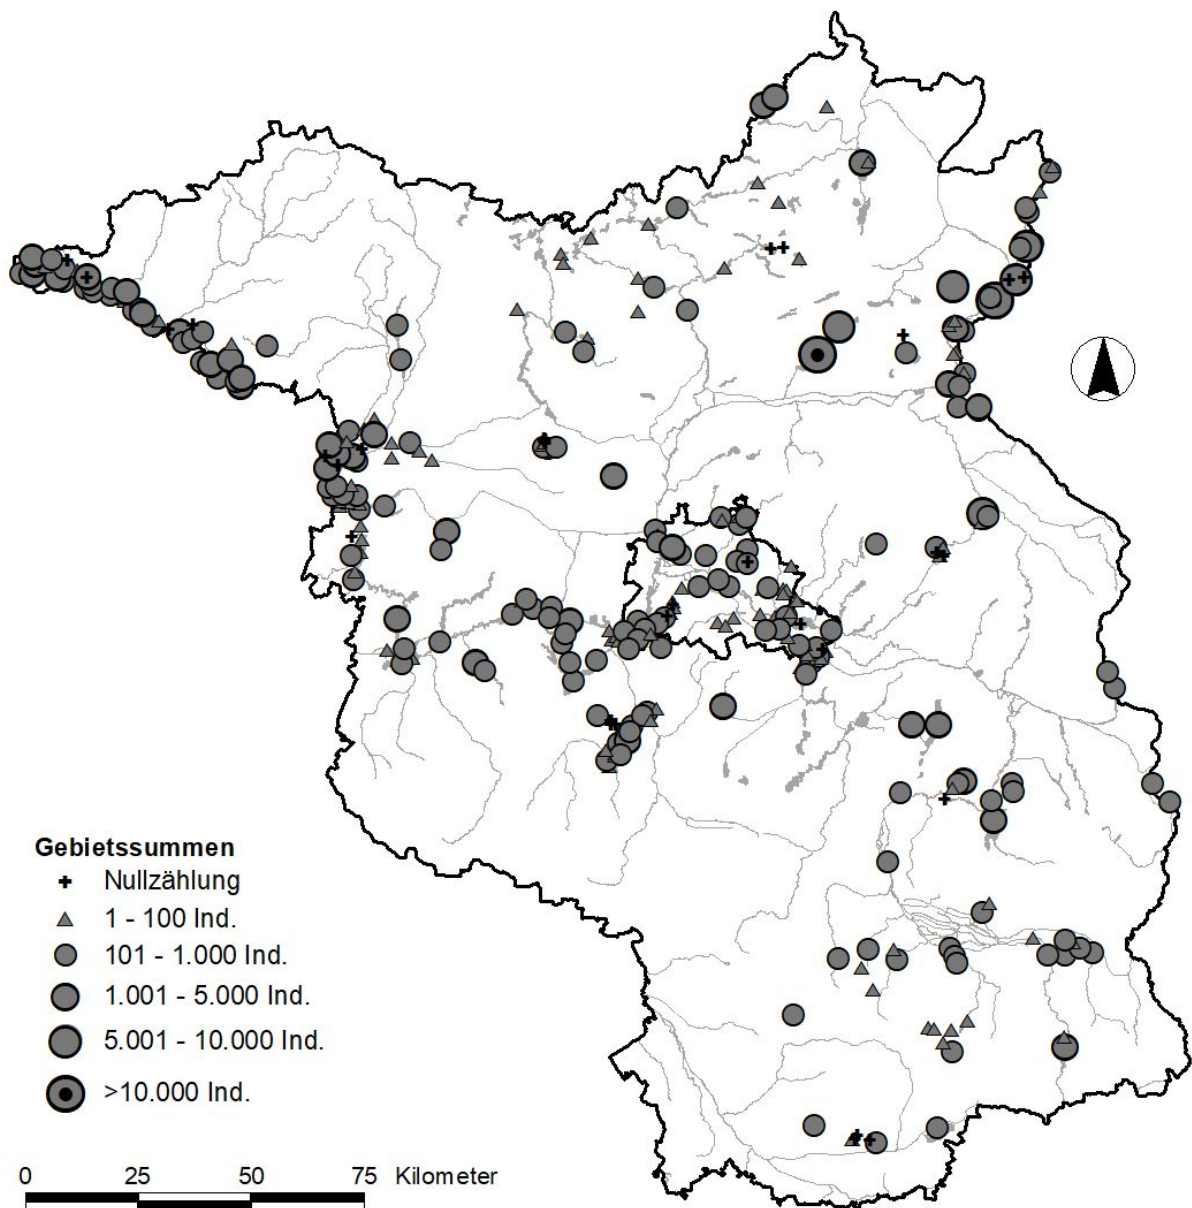 Gebietssummen
Nullzählung
1 - 100 Ind.
101 - 1.000 Ind.
1.001 - 5.000 Ind.
5.001 - 10.000 Ind.
>10.000 Ind.
0 25 50 75 Kilometer